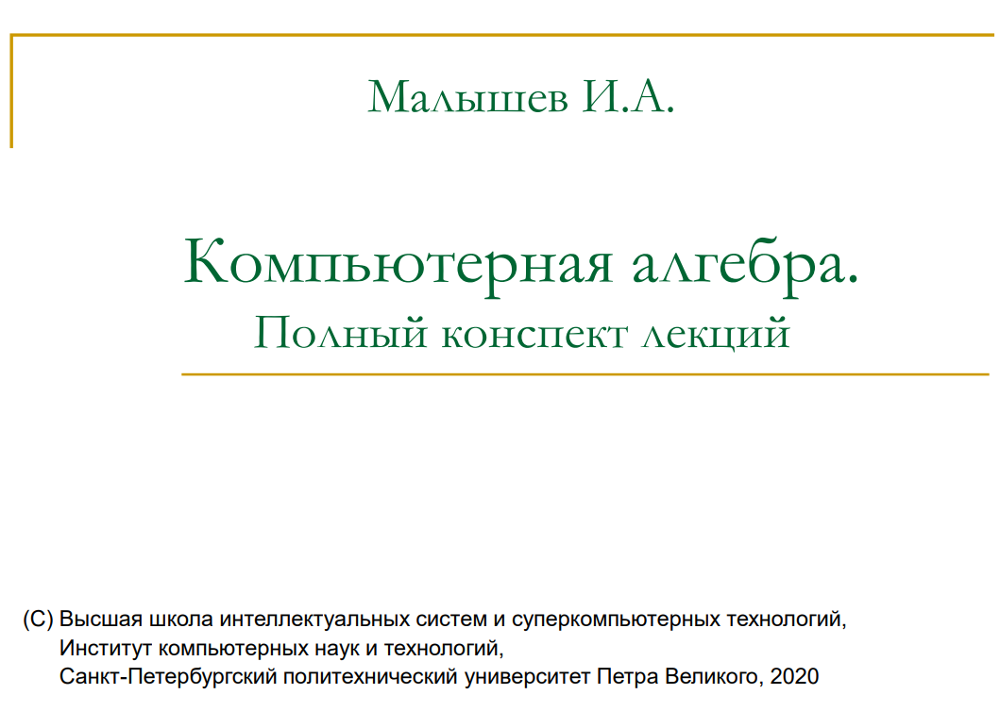 Малышев И.А.
Компьютерная алгебра.
Полный конспект лекций
(С) Высшая школа интеллектуальных систем и суперкомпьютерных технологий,
Институт компьютерных наук и технологий,
Санкт-Петербургский политехнический университет Петра Великого, 2020